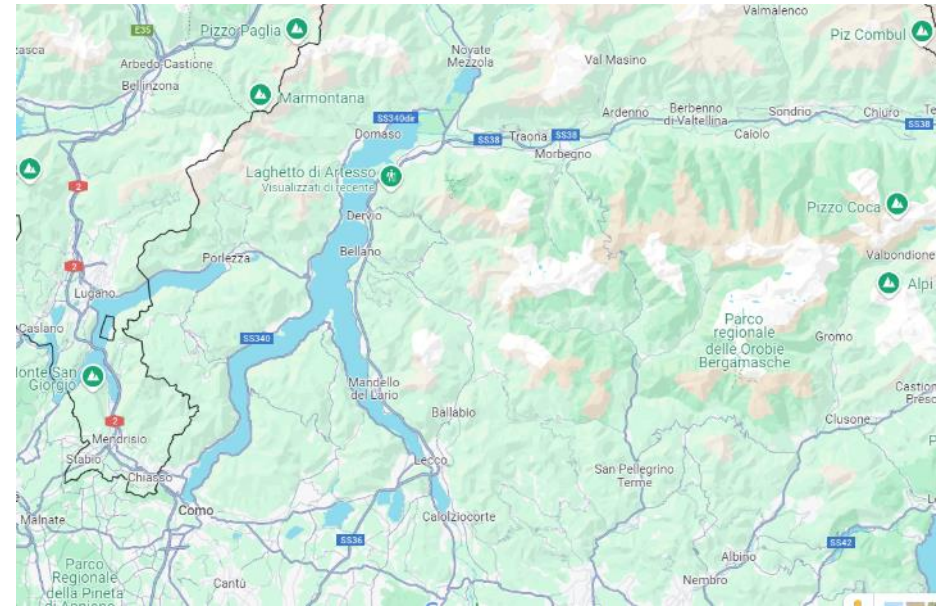 Valmalenco
E35
Pizzo Paglia
Piz Combul
Novate
Mezzola
Val Masino
Arbedo-Castione
Bellinzona
Marmontana
SS340dir
Domaso
Ardenno
Berbenno
di Valtellina
Sondrio
Chiuro
SS38
Traona
SS38
Caiolo
SS38
Morbegno
Laghetto di Artesso
Visualizzati di recente
2
Dervio
Pizzo Coca
Bellano
Porlezza
Valbondione
2
Lugano
Alpi
Parco
regionale
delle Orobie
Bergamasche
Caslano
SS340
Gromo
Monte San
Giorgio
Mandello
del Lario
Ballabio
2
Clusone
Mendrisio
Stabio
Lecco
San Pellegrino
Terme
Chiasso
Como
Calolziocorte
Malnate
SS36
SS42
Albino
Parco
Regionale
della Pineta
Cantù
Nembro